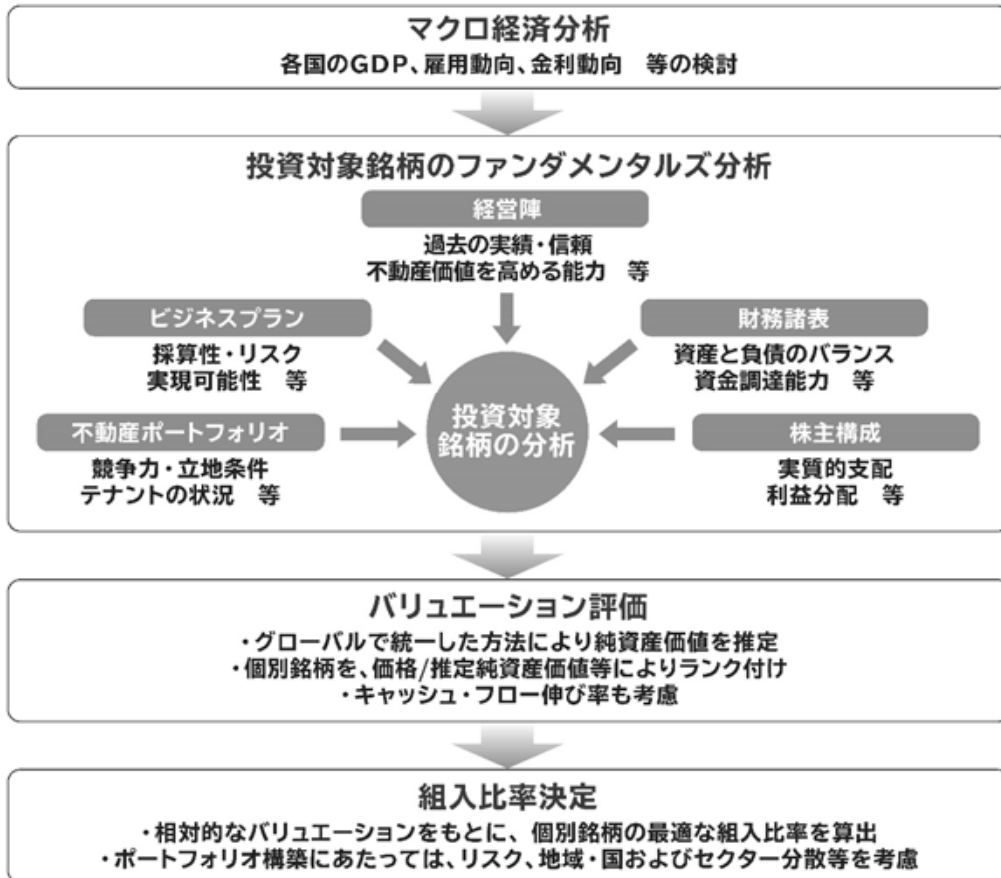 マクロ経済分析
各国のGDP、雇用動向、金利動向　等の検討
投資対象銘柄のファンダメンタルズ分析
経営陣
過去の実績・信頼
不動産価値を高める能力　等
ビジネスプラン
採算性・リスク
実現可能性　等
財務諸表
資産と負債のバランス
資金調達能力　等
不動産ポートフォリオ
競争力・立地条件
テナントの状況　等
投資対象
銘柄の分析
株主構成
実質的支配
利益分配　等
バリュエーション評価
・グローバルで統一した方法により純資産価値を推定
・個別銘柄を、価格/推定純資産価値等によりランク付け
・キャッシュ・フロー伸び率も考慮
組入比率決定
・相対的なバリュエーションをもとに、個別銘柄の最適な組入比率を算出
・ポートフォリオ構築にあたっては、リスク、地域・国およびセクター分散等を考慮